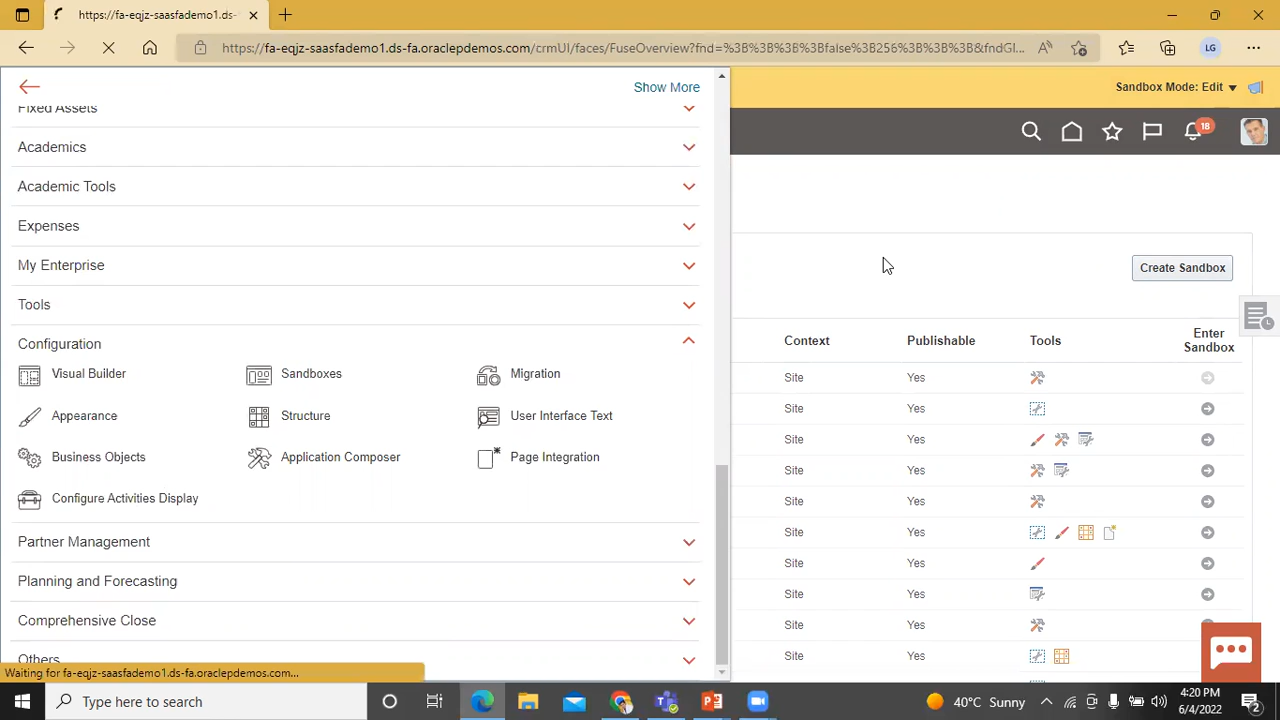 https://fa-eqjz-saasfademo1.ds-
https://fa-eqjz-saasfademo1.ds-fa.oraclepdemos.com/crmUI/faces/FuseOverview?fnd=%3B%3B%3B%3Bfalse%3B256%3B%3B%3B&fndGl...
LG
Show More
Sandbox Mode: Edit
Fixed Assets
18
Academics
Academic Tools
Expenses
My Enterprise
Create Sandbox
Tools
Configuration
Context
Publishable
Tools
Enter
Sandbox
Visual Builder
Sandboxes
Migration
Site Yes
Appearance
Structure
User Interface Text
Site Yes
Site Yes
Business Objects
Application Composer
Page Integration
Site Yes
Configure Activities Display
Site Yes
Partner Management
Site Yes
Planning and Forecasting
Site Yes
Site Yes
Comprehensive Close
Site Yes
Others
Site Yes
Waiting for fa-eqjz-saasfademo1.ds-fa.oraclepdemos.com...
Type here to search
40°C Sunny
4:20 PM
6/4/2022
2